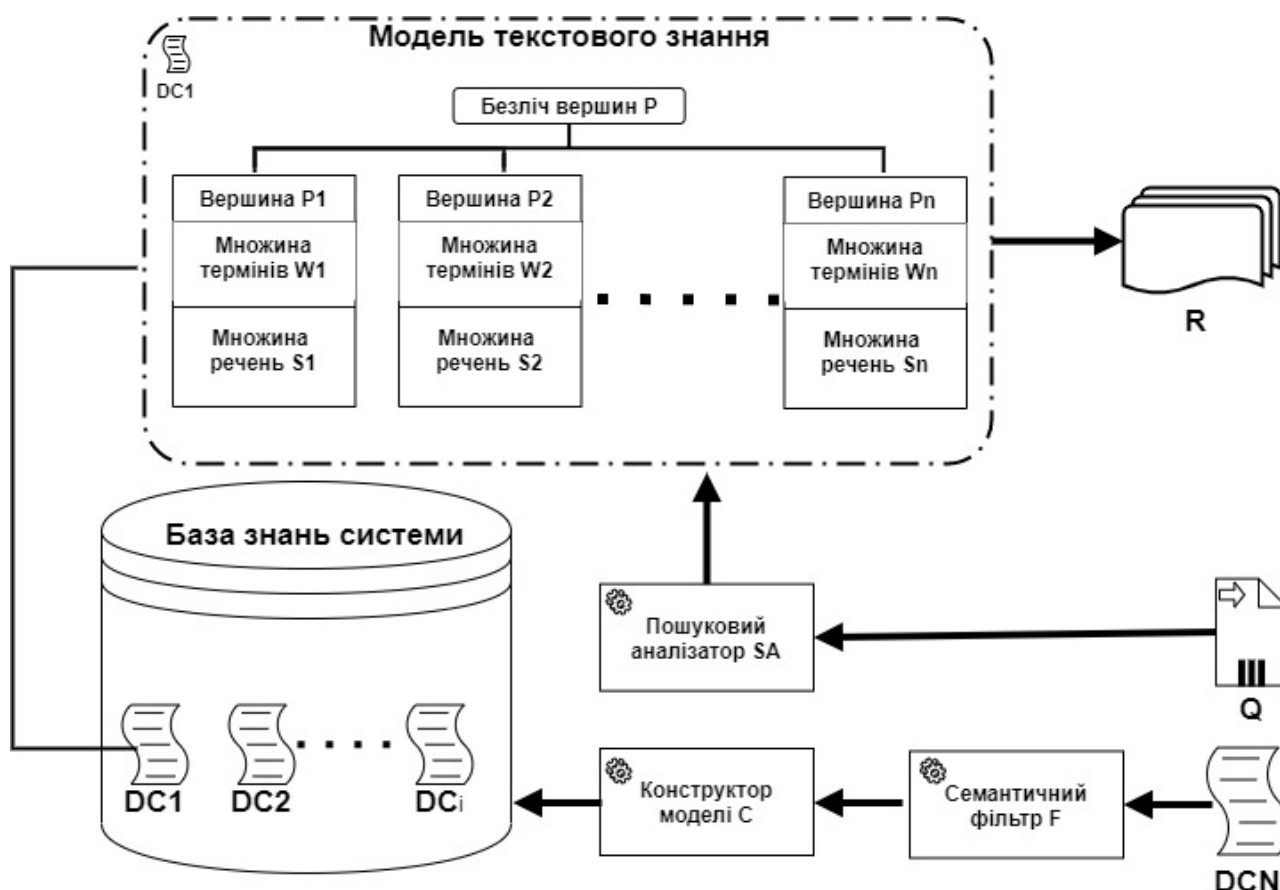 Модель текстового знання
DC1
Безліч вершин P
Вершина P1
Множина
термінів W1
Множина
речень S1
Вершина P2
Множина
термінів W2
Множина
речень S2
Вершина Pn
Множина
термінів Wn
Множина
речень Sn
R
База знань системи
DC1
DC2
DCi
Пошуковий
аналізатор SA
Q
Конструктор
моделі C
Семантичний
фільтр F
DCN